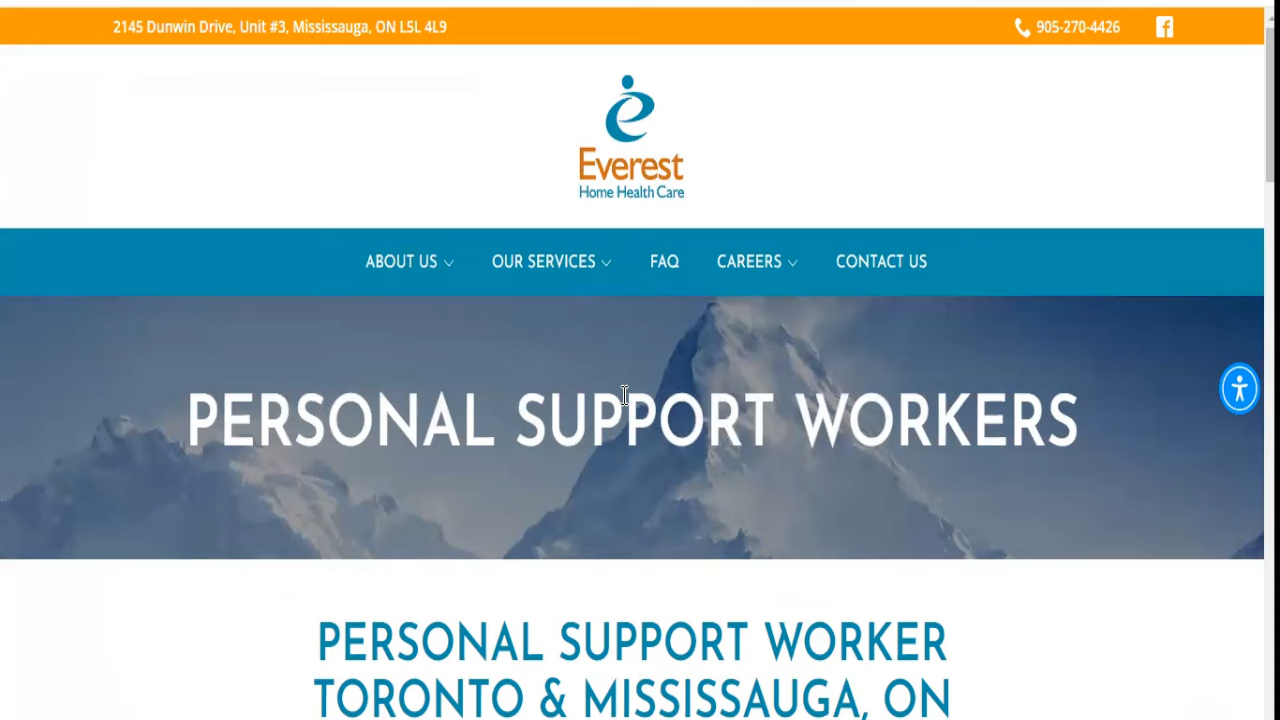 2145 Dunwin Drive, Unit #3, Mississauga, ON L5L 4L9
905-270-4426
Everest
Home Health Care
ABOUT US
OUR SERVICES
FAQ
CAREERS
CONTACT US
PERSONAL SUPPORT WORKERS
PERSONAL SUPPORT WORKER
TORONTO & MISSISSAUGA, ON